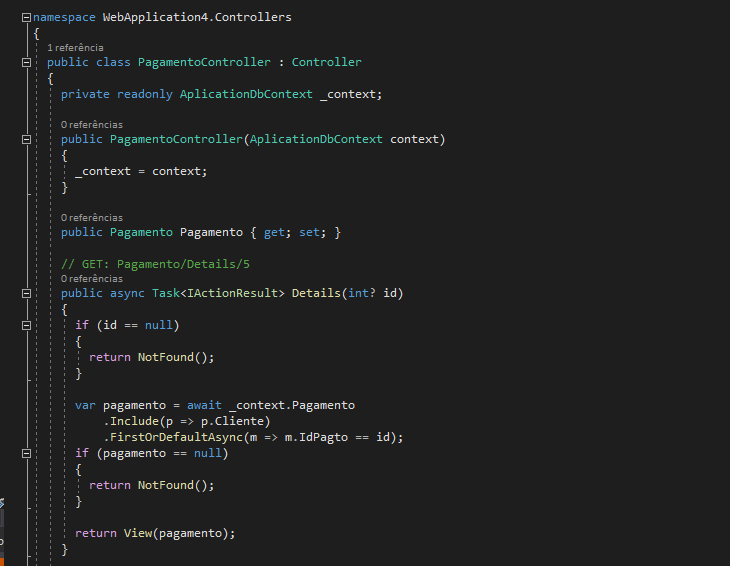 namespace WebApplication4.Controllers
{
1 referência
public class PagamentoController : Controller
{
private readonly AplicationDbContext _context;
0 referências
public PagamentoController(AplicationDbContext context)
{
_context = context;
}
0 referências
public Pagamento Pagamento { get; set; }
// GET: Pagamento/Details/5
0 referências
public async Task<IActionResult> Details(int? id)
{
if (id == null)
{
return NotFound();
}
var pagamento = await _context.Pagamento
.Include(p => p.Cliente)
.FirstOrDefaultAsync(m => m.IdPagto == id);
if (pagamento == null)
{
return NotFound();
}
return View(pagamento);
}